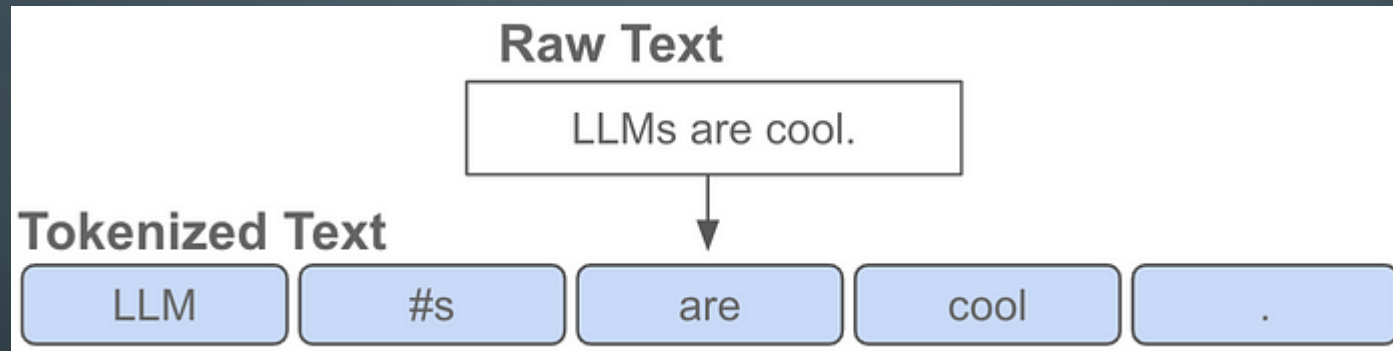 Raw Text
LLMs are cool.
Tokenized Text
LLM #s are cool .